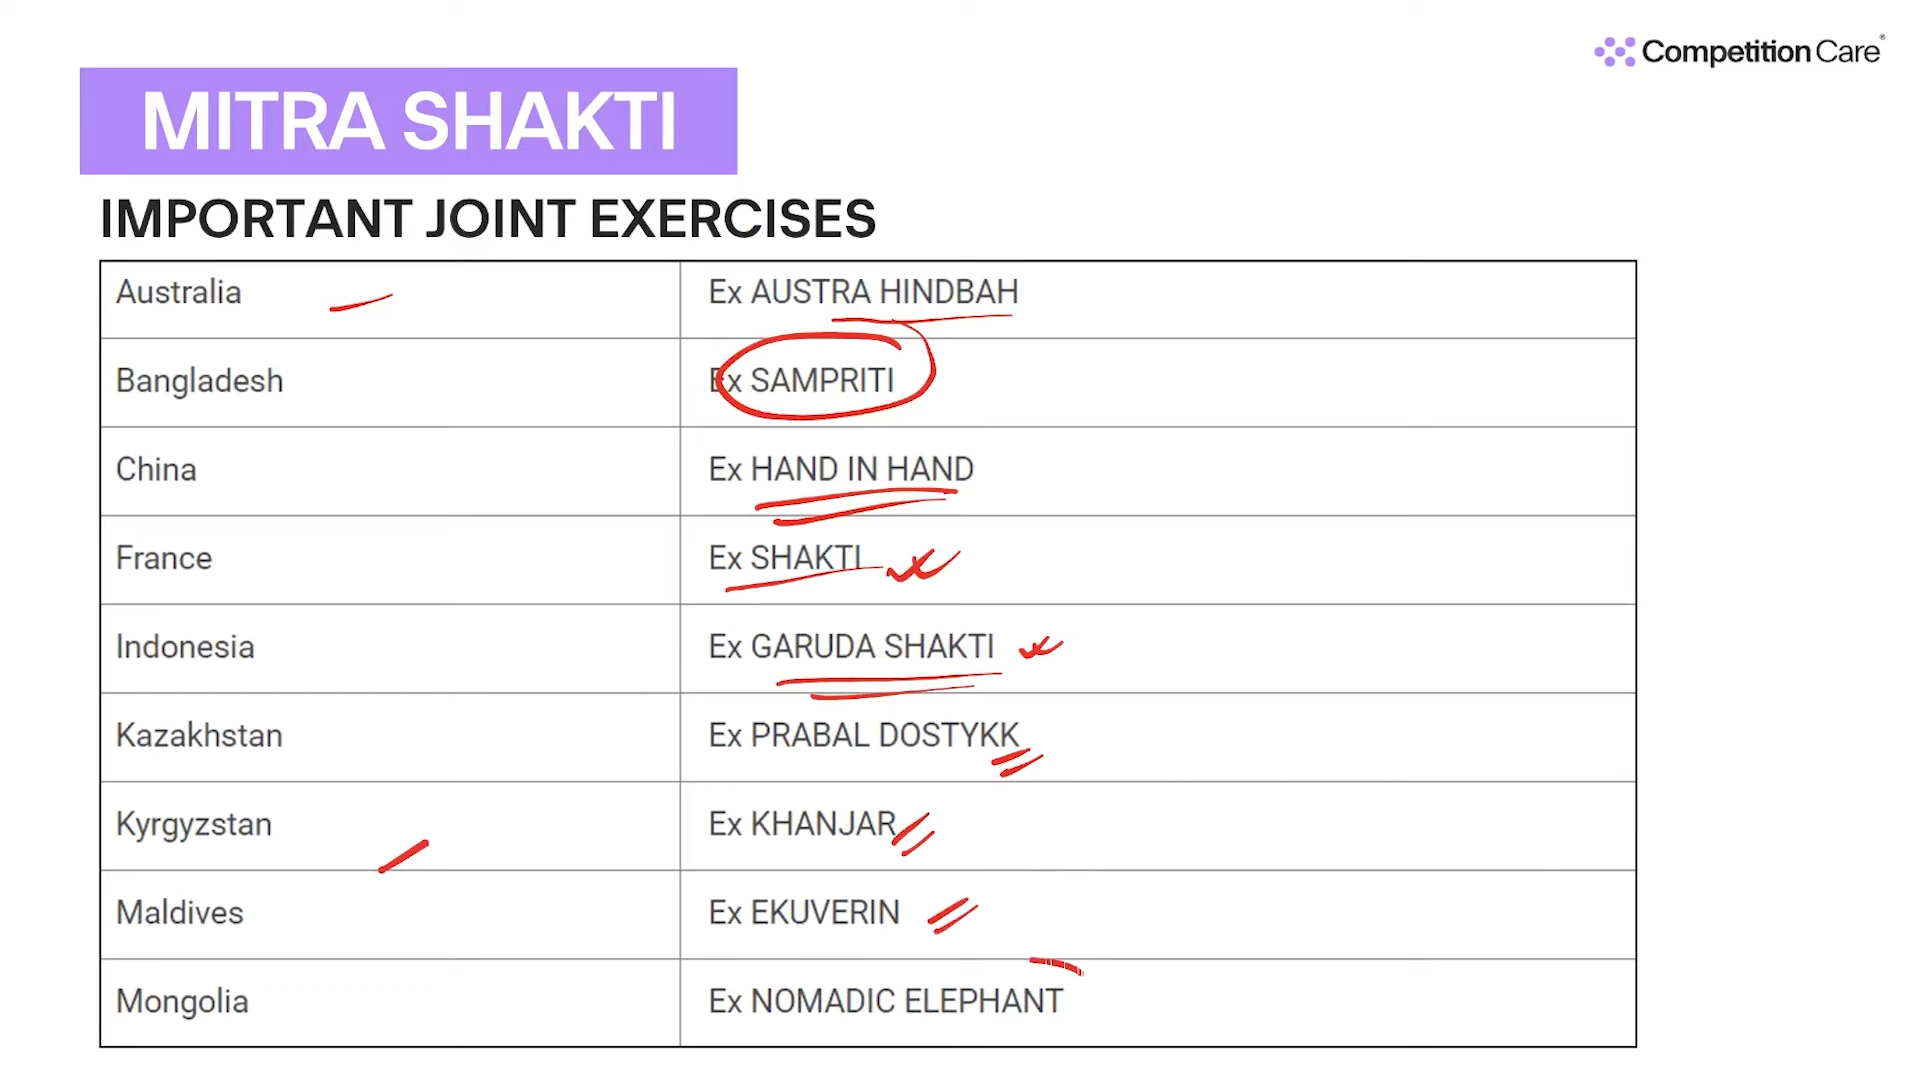 Competition Care®
MITRA SHAKTI
IMPORTANT JOINT EXERCISES
Australia Ex AUSTRA HINDBAH
Bangladesh Ex SAMPRITI
China Ex HAND IN HAND
France Ex SHAKTI
Indonesia Ex GARUDA SHAKTI
Kazakhstan Ex PRABAL DOSTYKK
Kyrgyzstan Ex KHANJAR
Maldives Ex EKUVERIN
Mongolia Ex NOMADIC ELEPHANT